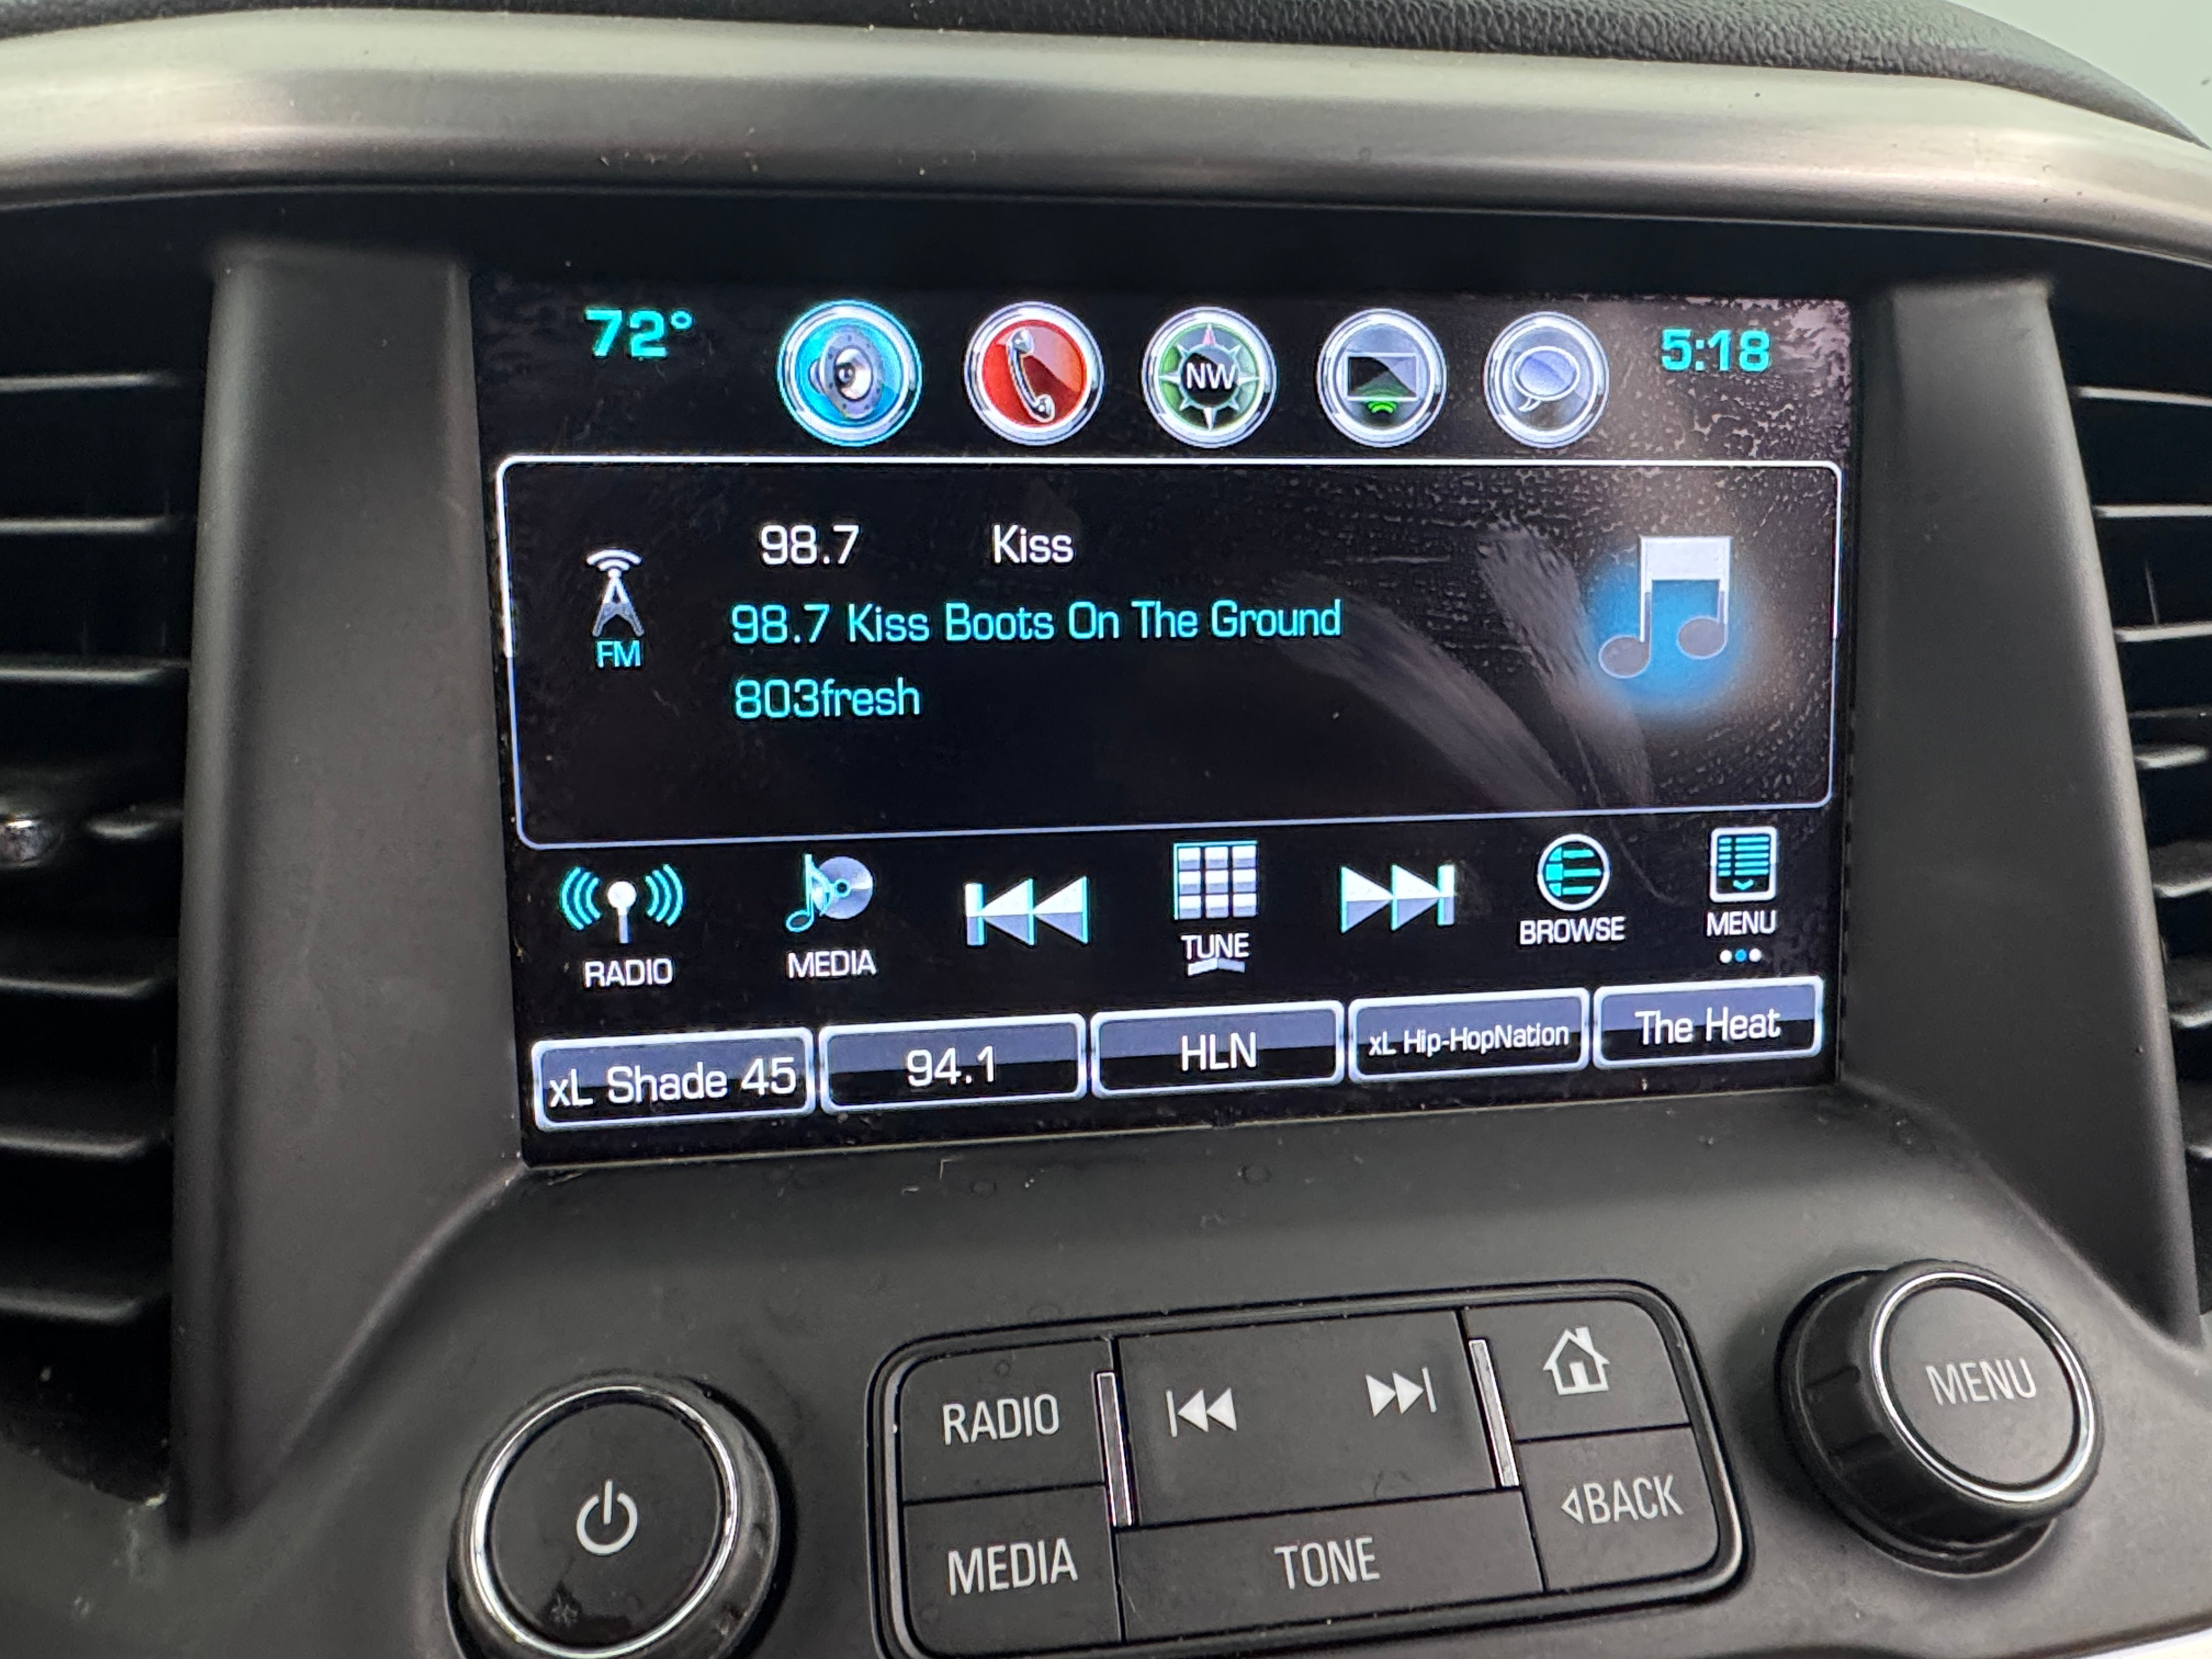 72° NW 5:18
98.7 Kiss
98.7 Kiss Boots On The Ground
FM
803fresh
RADIO MEDIA TUNE BROWSE MENU
xL Shade 45 94.1 HLN xL Hip-HopNation The Heat
RADIO
MENU
MEDIA TONE BACK